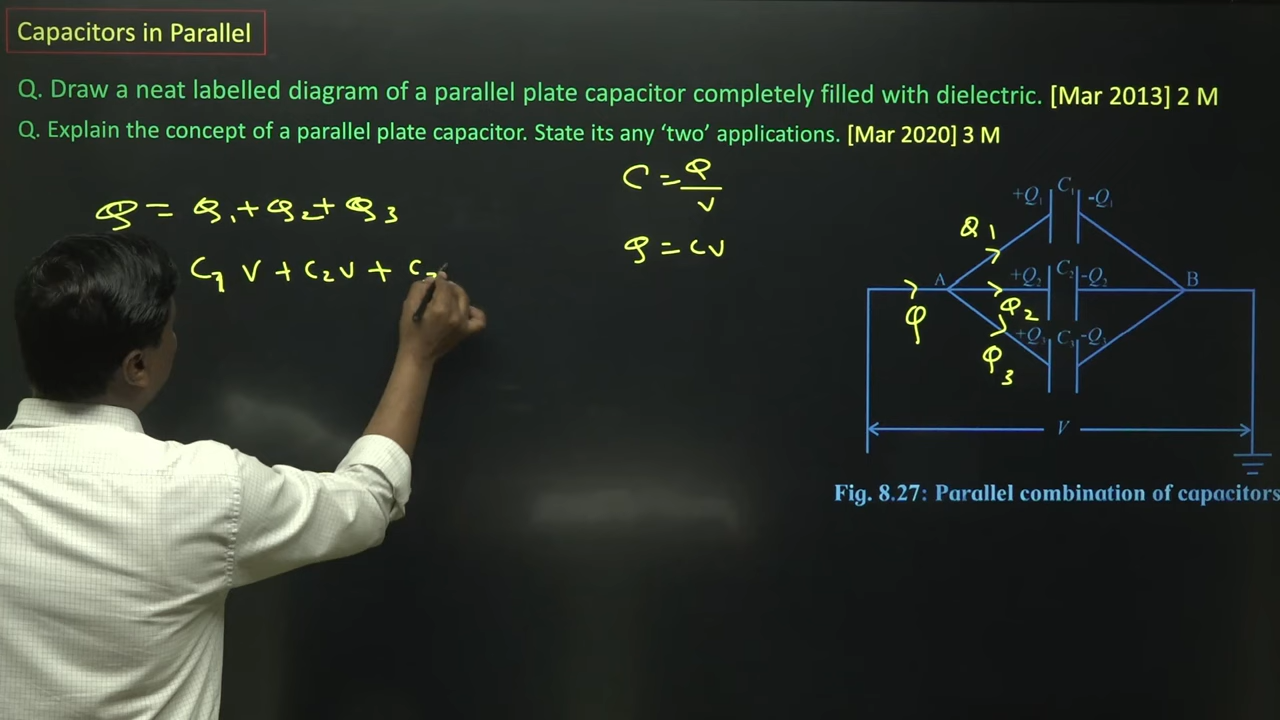 Capacitors in Parallel
Q. Draw a neat labelled diagram of a parallel plate capacitor completely filled with dielectric. [Mar 2013] 2 M
Q. Explain the concept of a parallel plate capacitor. State its any ‘two’ applications. [Mar 2020] 3 M
C = Q/V
Q = Q₁ + Q₂ + Q₃
Q = CV
C₁ V + C₂ V + C
+Q₁ C₁ -Q₁
Q₁
A +Q₂ C₂ -Q₂ B
Q Q₂
+Q₃ C₃ -Q₃
Q₃
V
Fig. 8.27: Parallel combination of capacitors